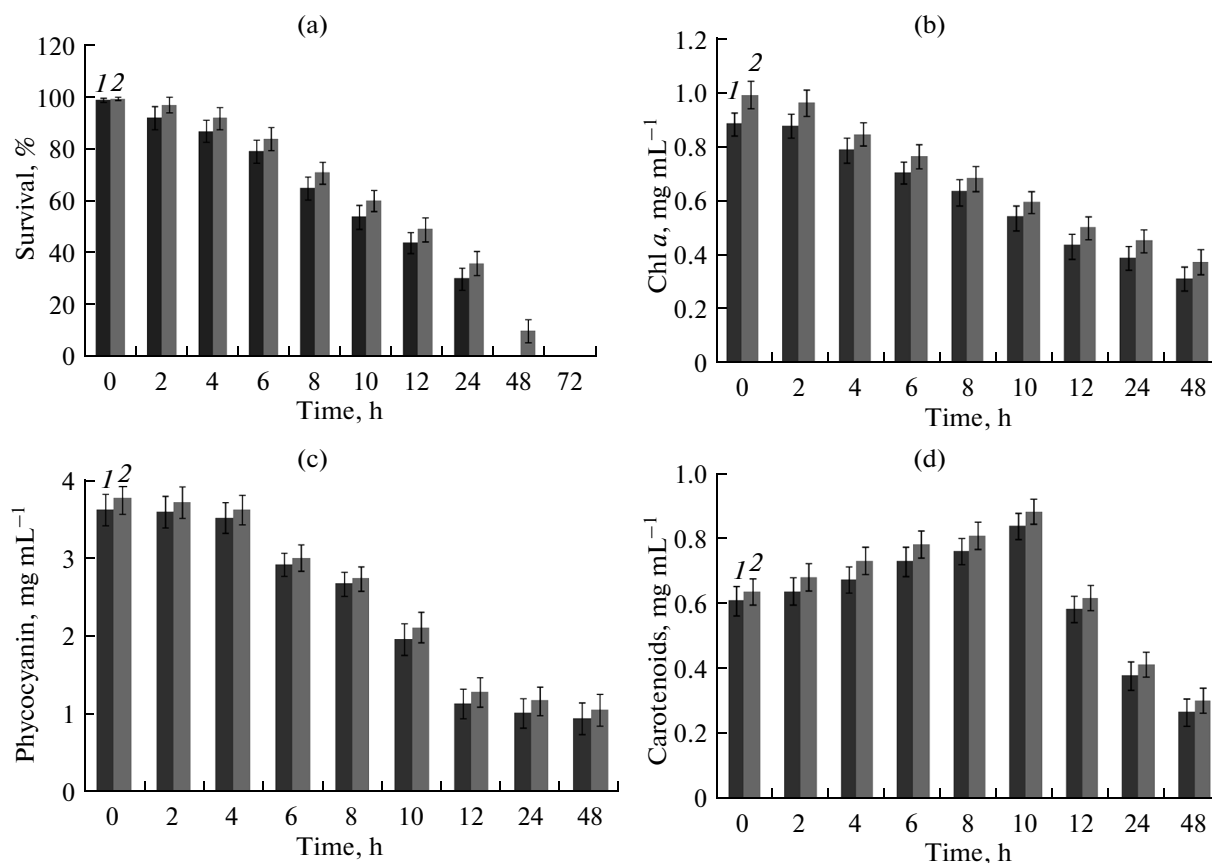 (a)
120
100
80
60
40
20
0
Survival, %
1 2
0 2 4 6 8 10 12 24 48 72
Time, h
(b)
1.2
1.0
0.8
0.6
0.4
0.2
0
Chl a, mg mL−1
1 2
0 2 4 6 8 10 12 24 48
Time, h
(c)
4
3
2
1
0
Phycocyanin, mg mL−1
1 2
0 2 4 6 8 10 12 24 48
Time, h
(d)
1.0
0.8
0.6
0.4
0.2
0
Carotenoids, mg mL−1
1 2
0 2 4 6 8 10 12 24 48
Time, h